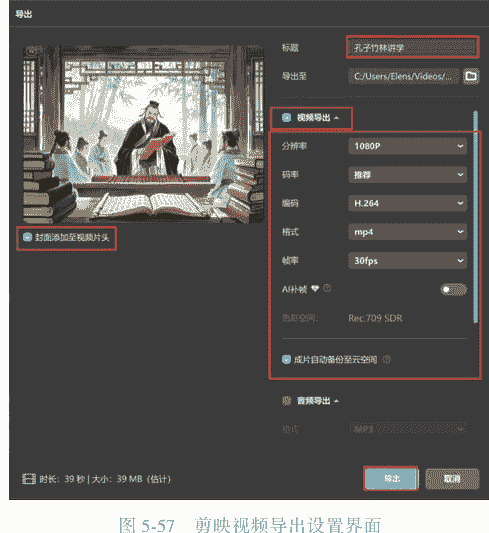 导出
标题 孔子竹林讲学
导出至 C:/Users/Elens/Videos/...
视频导出
分辨率 1080P
码率 推荐
编码 H.264
格式 mp4
帧率 30fps
AI补帧
色彩空间: Rec.709 SDR
封面添加至视频片头
成片自动备份至云空间
音频导出
格式 MP3
时长: 39 秒 | 大小: 39 MB (估计)
导出 取消
图 5-57 剪映视频导出设置界面